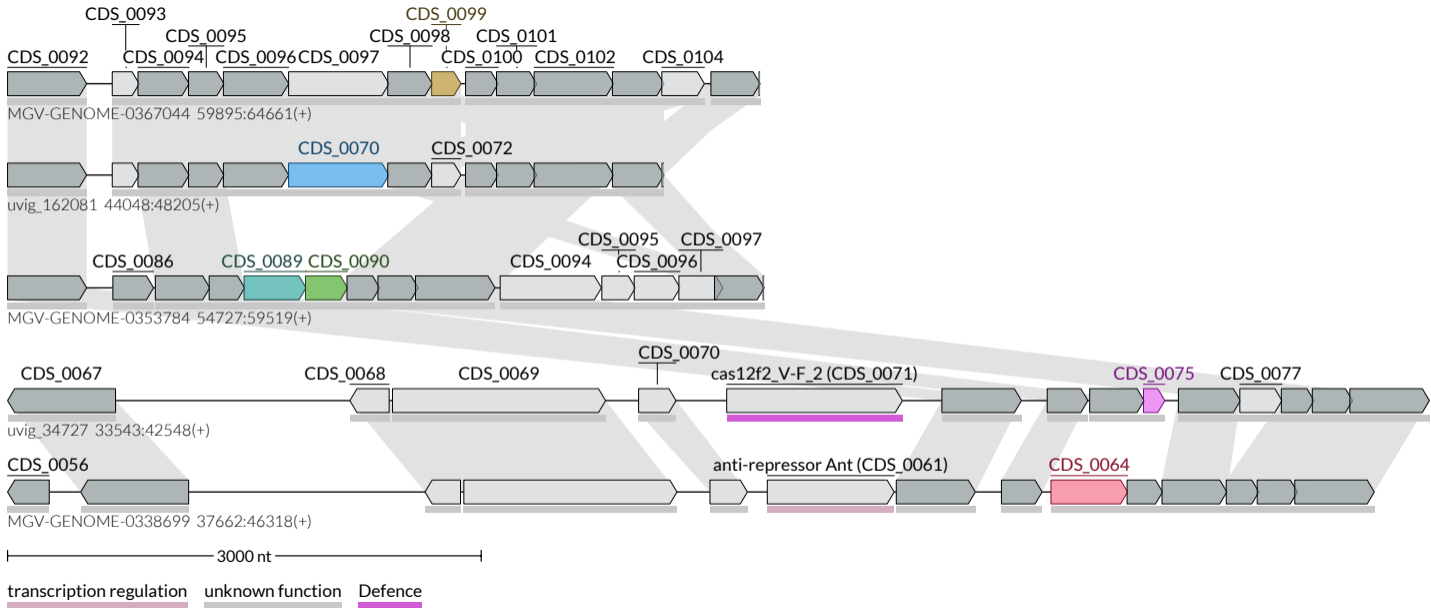 CDS_0093 CDS_0099
CDS_0095 CDS_0098 CDS_0101
CDS_0092 CDS_0094 CDS_0096 CDS_0097 CDS_0100 CDS_0102 CDS_0104
MGV-GENOME-0367044 59895:64661(+)
CDS_0070 CDS_0072
uvig_162081 44048:48205(+)
CDS_0095 CDS_0097
CDS_0086 CDS_0089 CDS_0090 CDS_0094 CDS_0096
MGV-GENOME-0353784 54727:59519(+)
CDS_0070
CDS_0067 CDS_0068 CDS_0069 cas12f2_V-F_2 (CDS_0071) CDS_0075 CDS_0077
uvig_34727 33543:42548(+)
CDS_0056 anti-repressor Ant (CDS_0061) CDS_0064
MGV-GENOME-0338699 37662:46318(+)
3000 nt
transcription regulation unknown function Defence